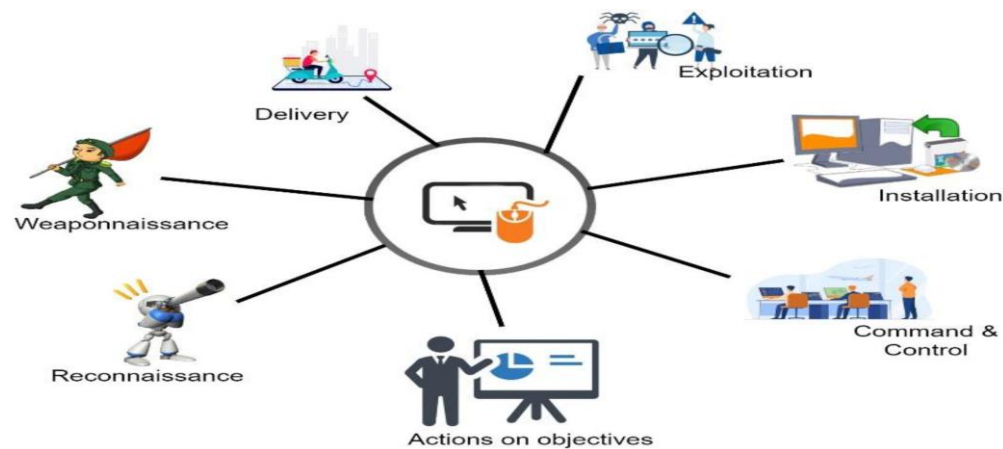 Delivery
Exploitation
Weaponnaissance
Installation
Reconnaissance
Command &
Control
Actions on objectives